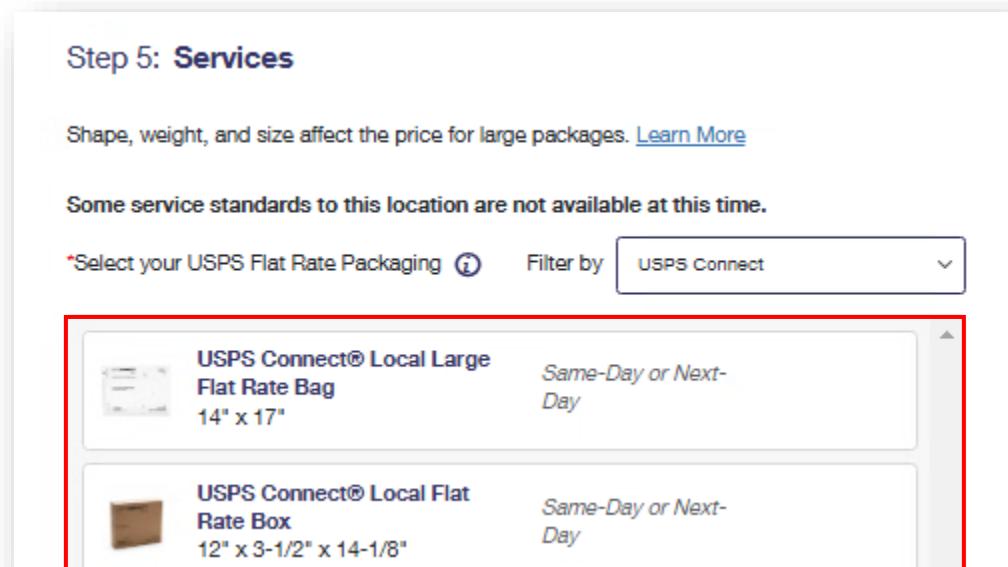 Step 5: Services
Shape, weight, and size affect the price for large packages. Learn More
Some service standards to this location are not available at this time.
*Select your USPS Flat Rate Packaging i Filter by USPS Connect
USPS Connect® Local Large
Flat Rate Bag
14" x 17"
Same-Day or Next-
Day
USPS Connect® Local Flat
Rate Box
12" x 3-1/2" x 14-1/8"
Same-Day or Next-
Day